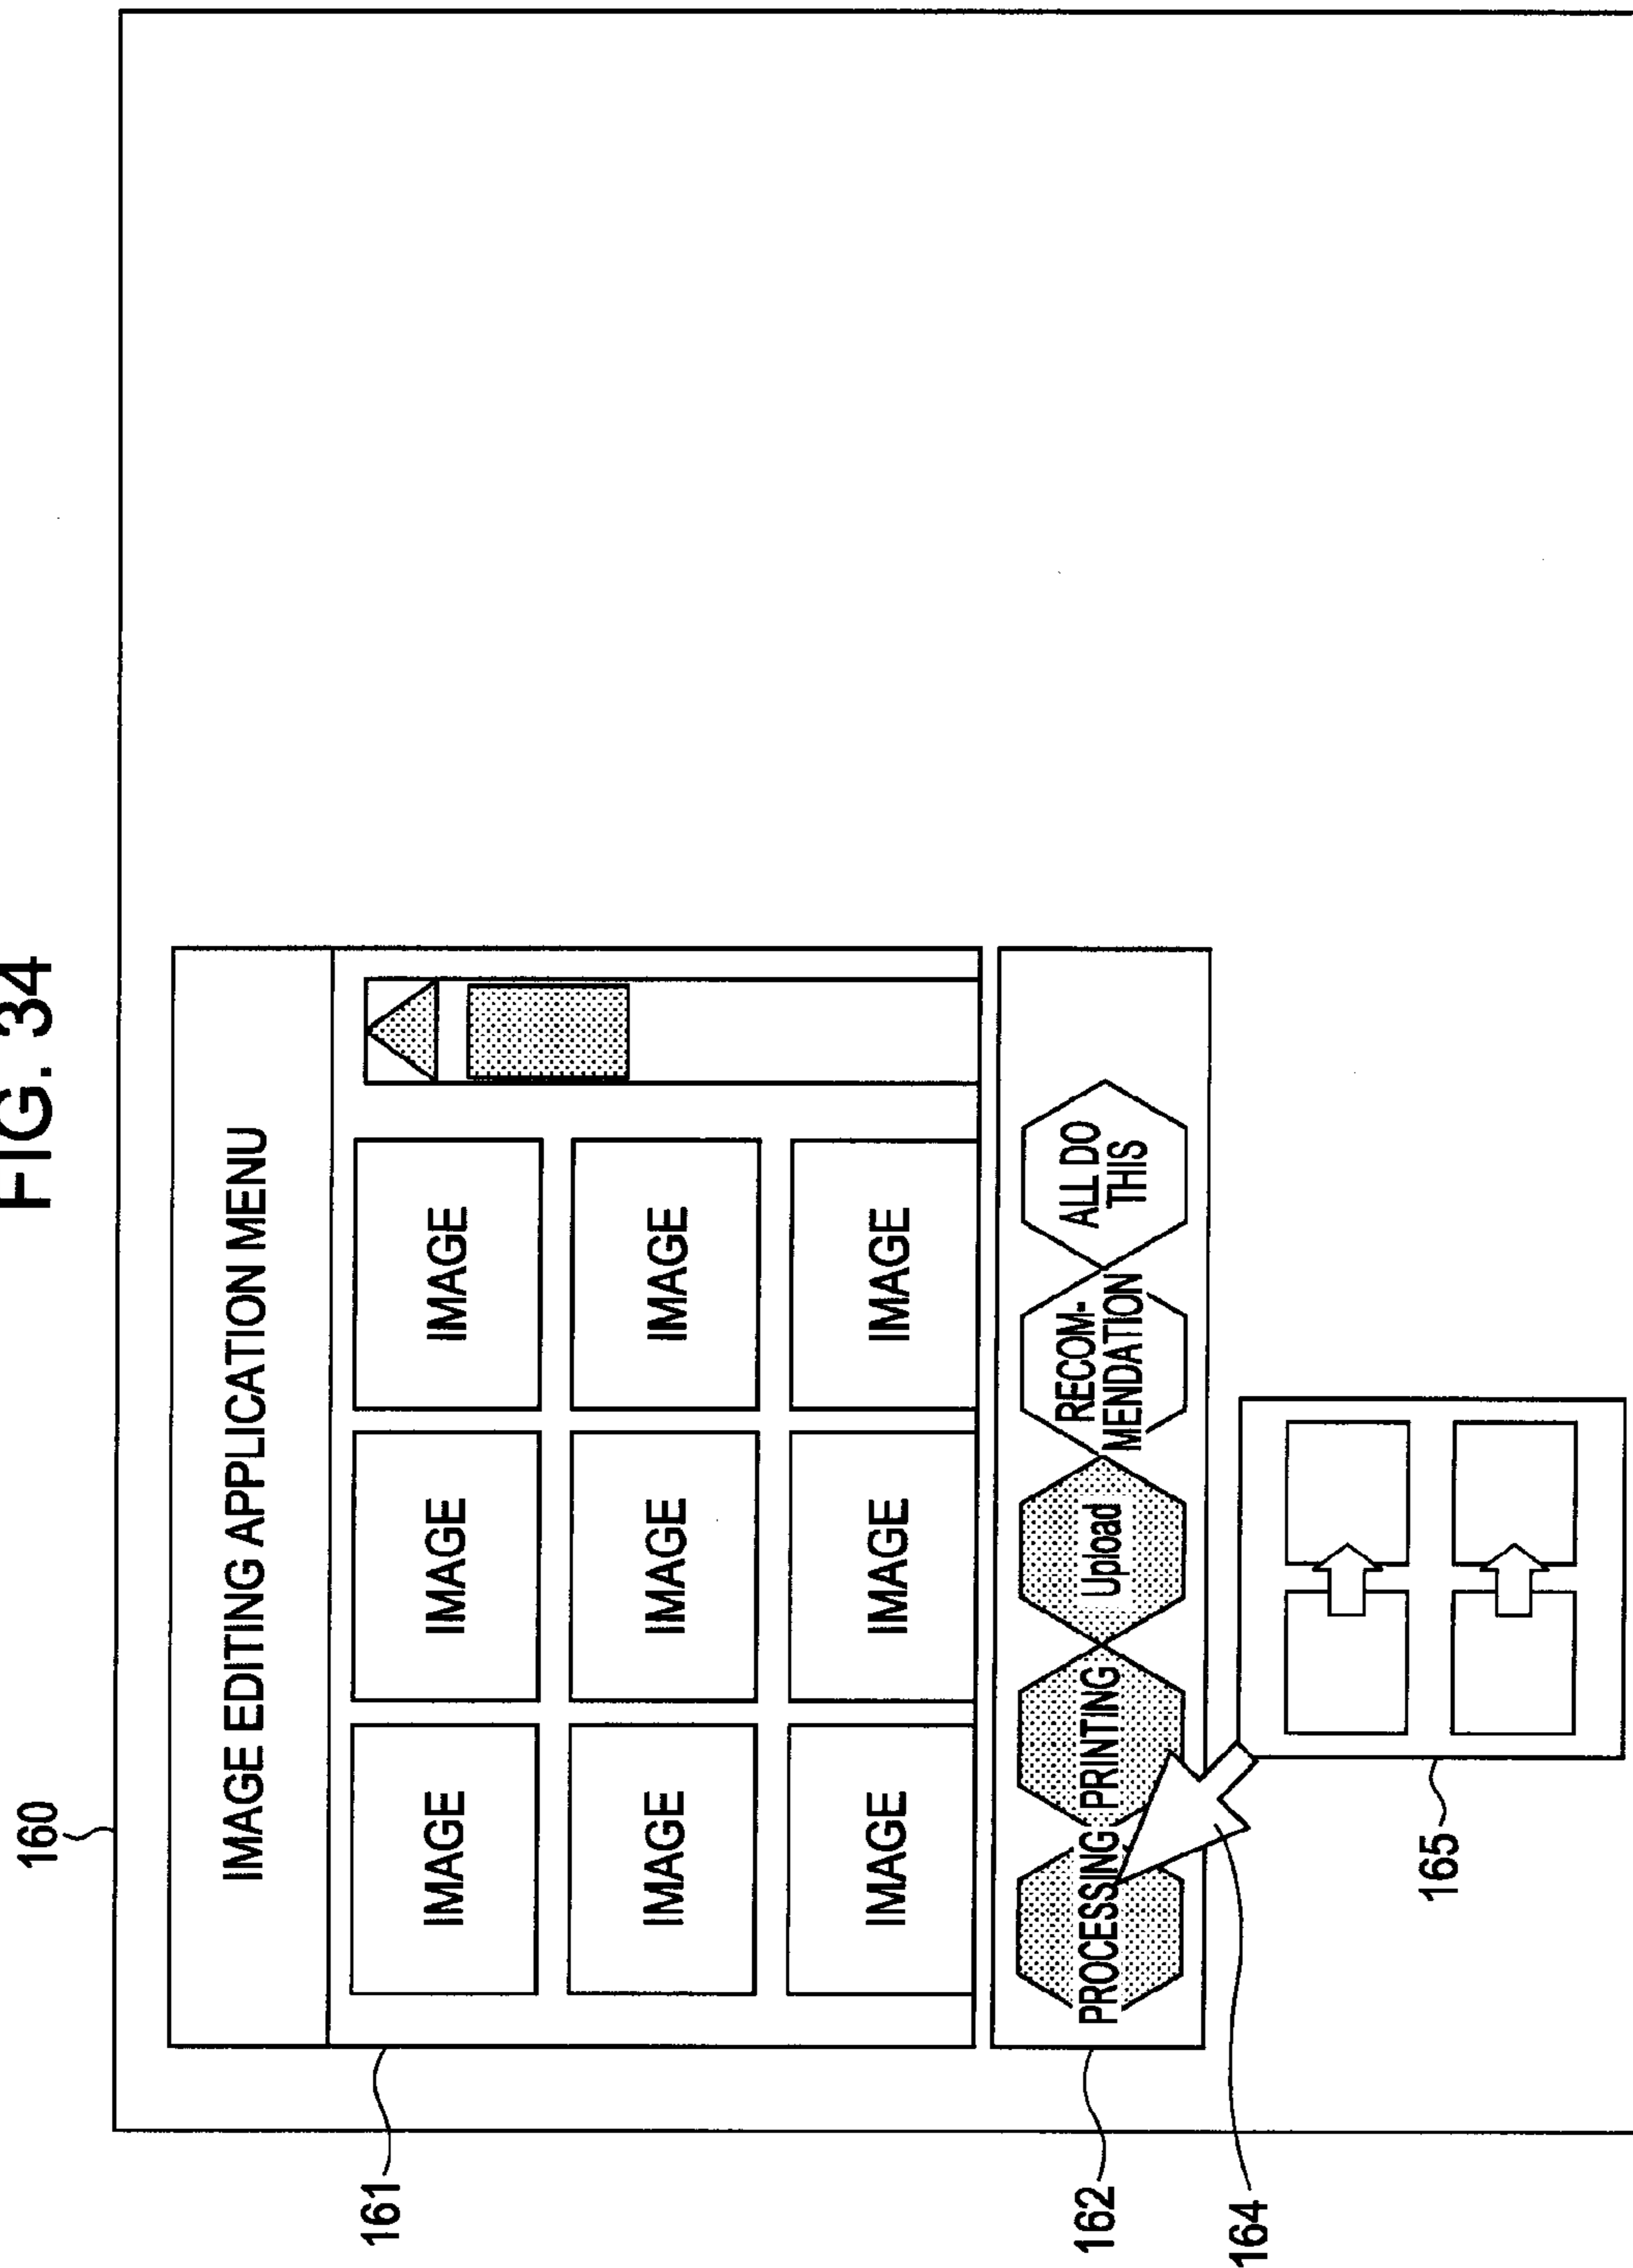 FIG. 34
160
161
IMAGE EDITING APPLICATION MENU
IMAGE IMAGE IMAGE
IMAGE IMAGE IMAGE
IMAGE IMAGE IMAGE
162
PROCESSING PRINTING Upload RECOM-
MENDATION ALL DO
THIS
164
165